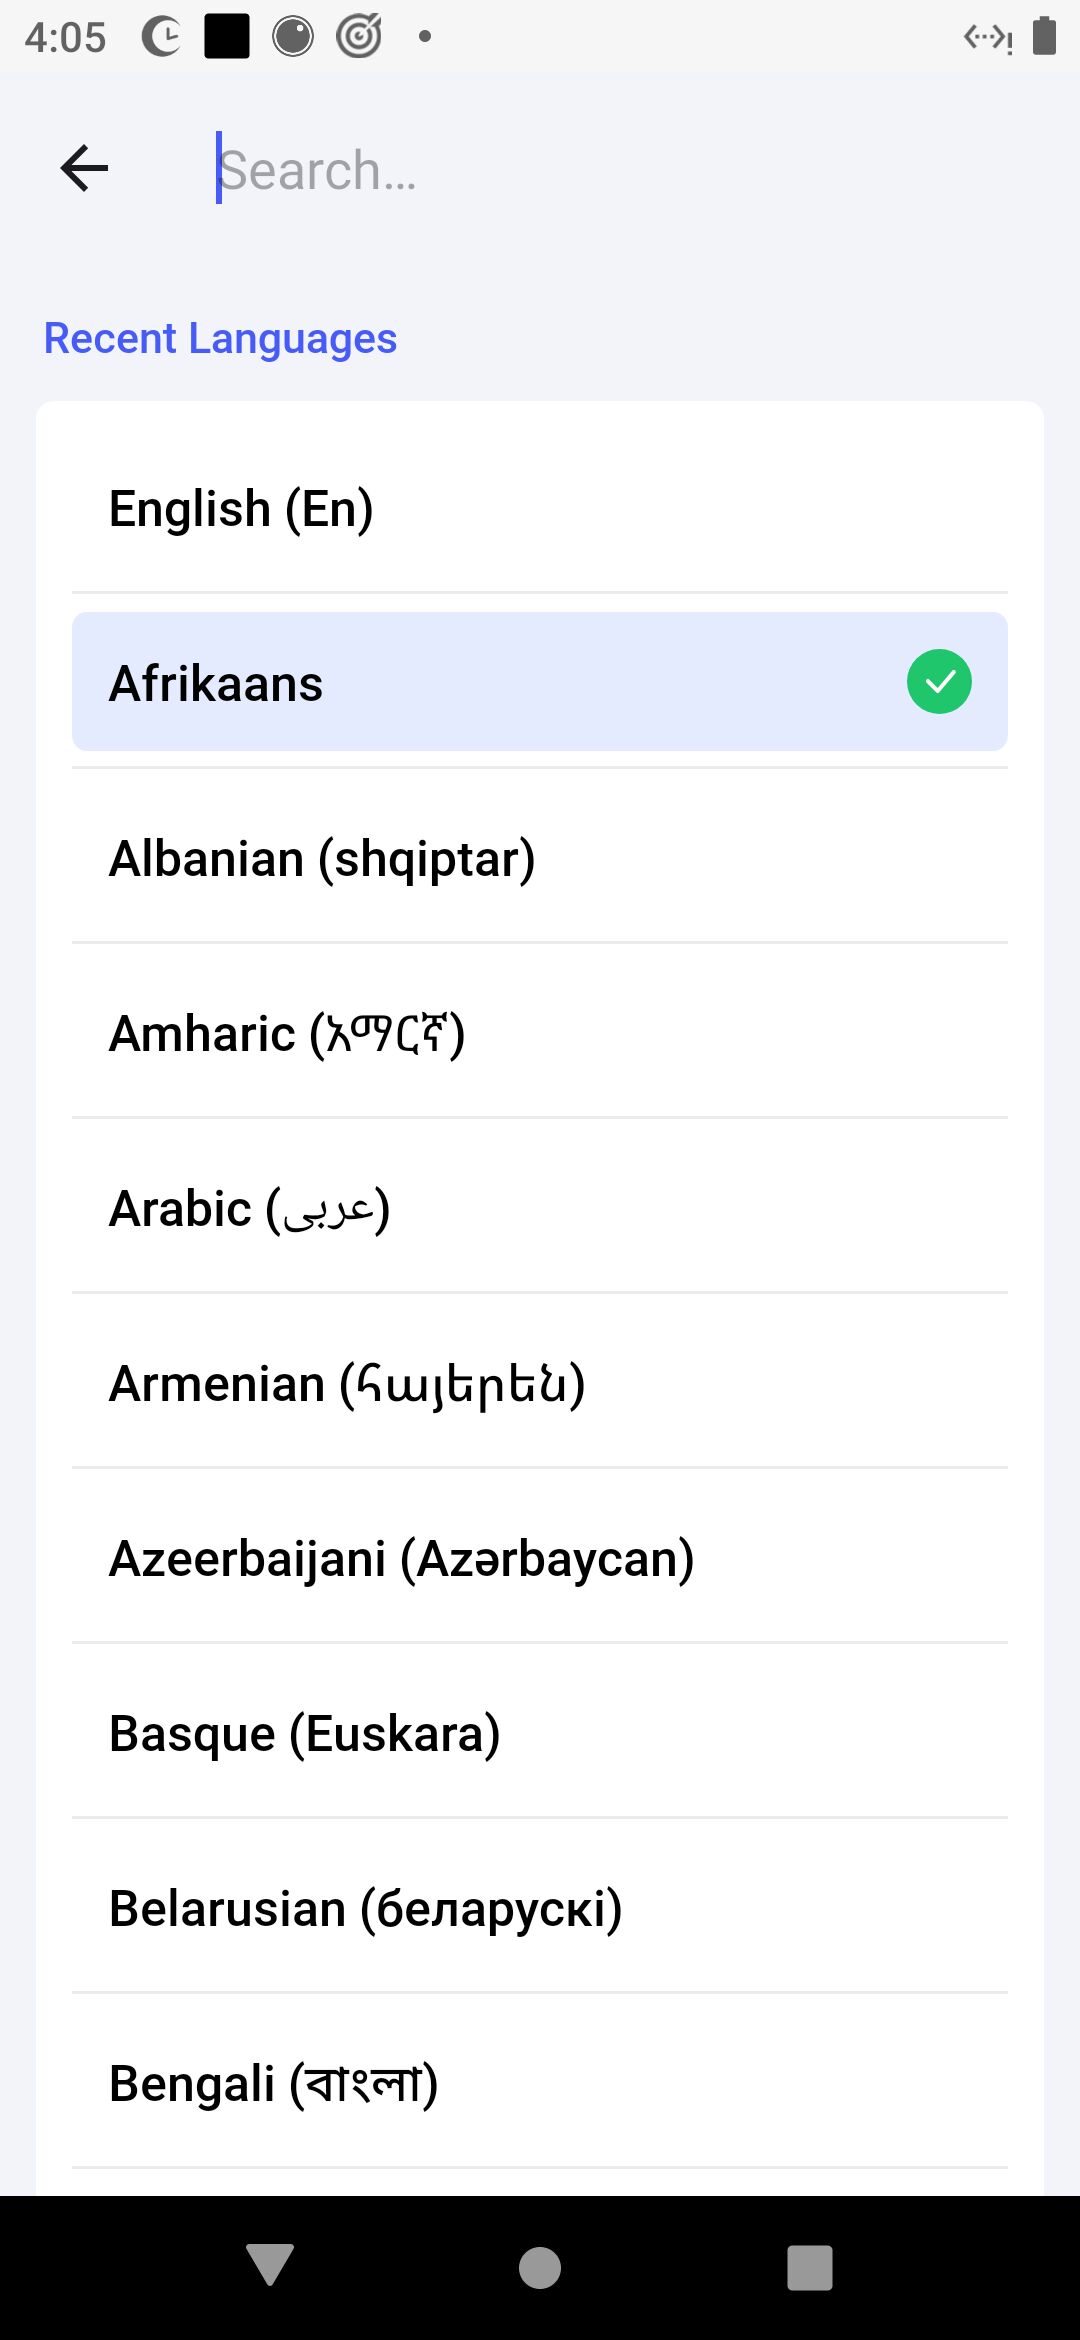 4:05
Search...
Recent Languages
English (En)
Afrikaans
Albanian (shqiptar)
Amharic (አማርኛ)
Arabic (عربى)
Armenian (հայերեն)
Azeerbaijani (Azərbaycan)
Basque (Euskara)
Belarusian (беларускі)
Bengali (বাংলা)